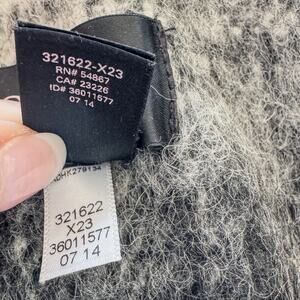 321622-X23
RN# 54867
CA# 23226
ID# 36011577
07 14
321622
X23
36011577
07 14